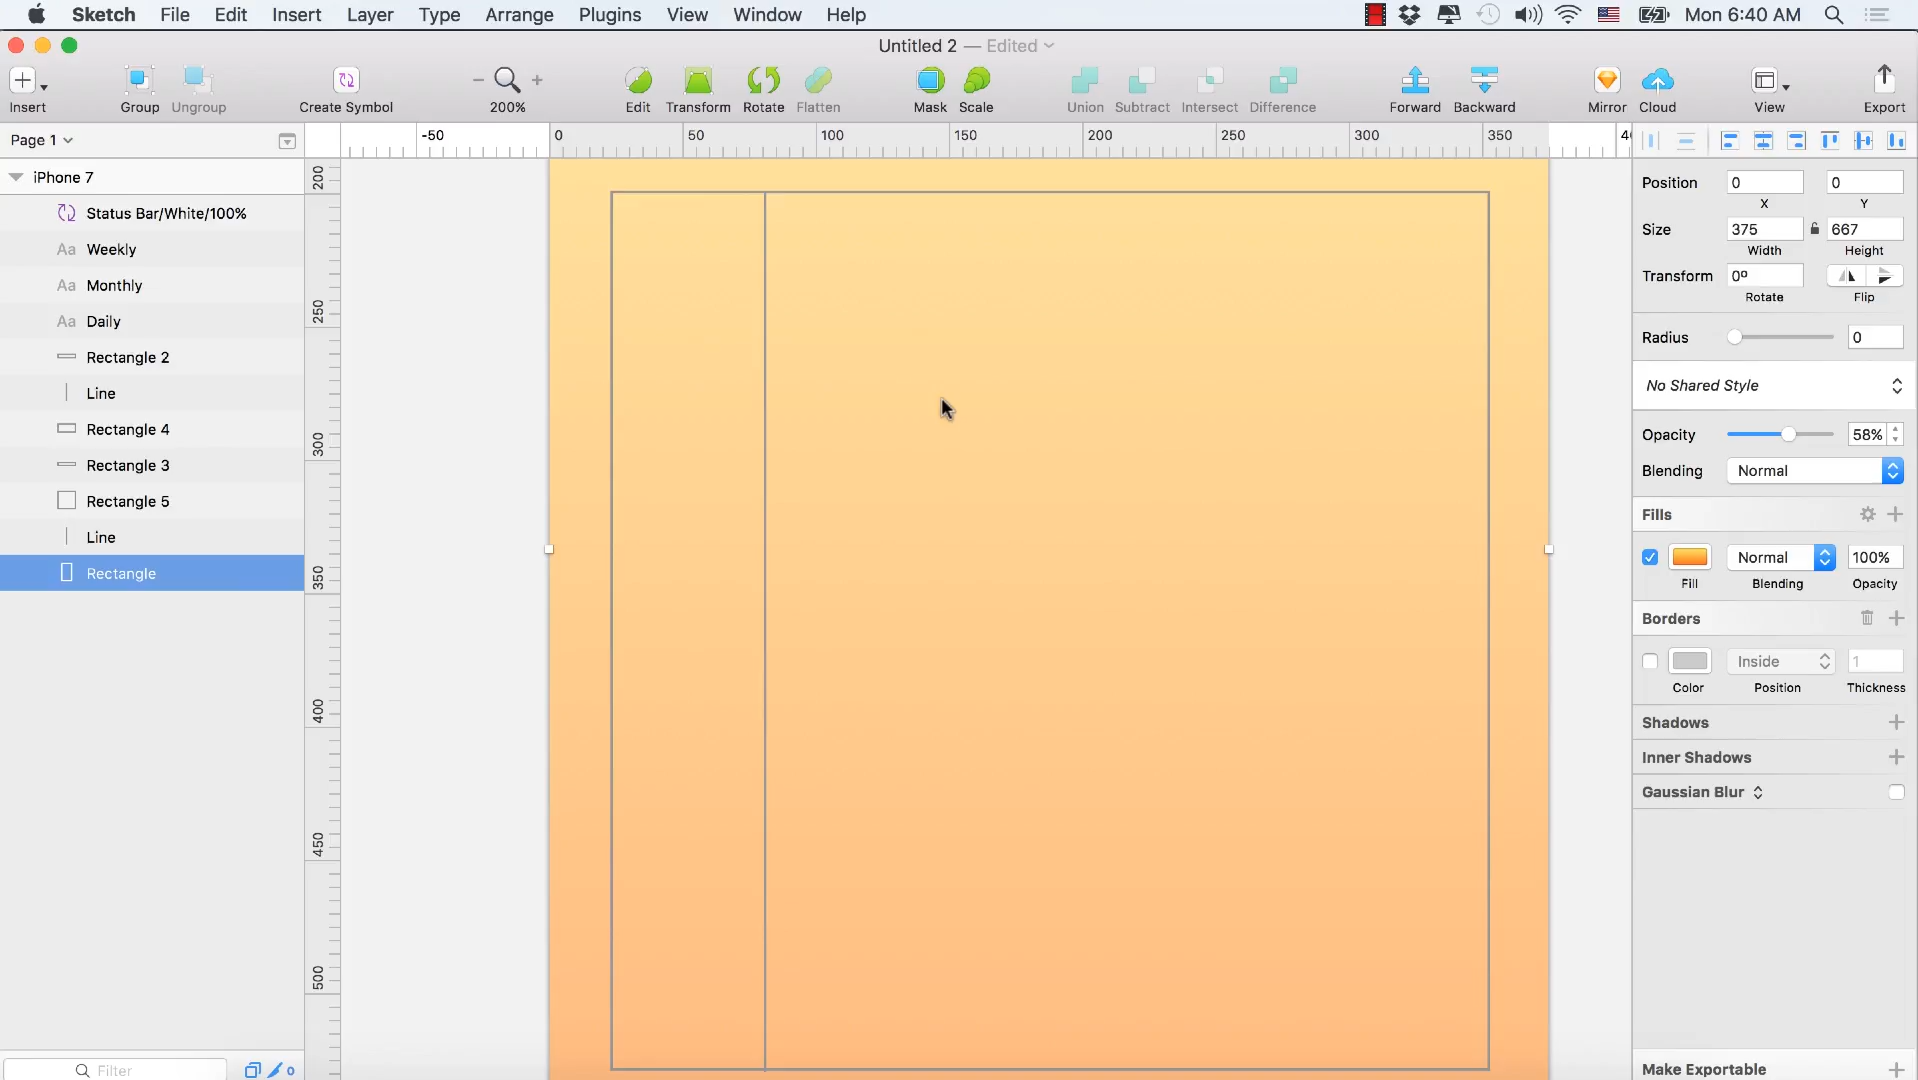 Sketch File Edit Insert Layer Type Arrange Plugins View Window Help Mon 6:40 AM
Untitled 2 — Edited
Insert Group Ungroup Create Symbol 200% Edit Transform Rotate Flatten Mask Scale Union Subtract Intersect Difference Forward Backward Mirror Cloud View Export
Page 1
-50 0 50 100 150 200 250 300 350
iPhone 7
Status Bar/White/100%
Aa Weekly
Aa Monthly
Aa Daily
Rectangle 2
Line
Rectangle 4
Rectangle 3
Rectangle 5
Line
Rectangle
Filter
0
200
250
300
350
400
450
500
Position 0 0
X Y
Size 375 667
Width Height
Transform 0º
Rotate Flip
Radius 0
No Shared Style
Opacity 58%
Blending Normal
Fills
Normal 100%
Fill Blending Opacity
Borders
Inside 1
Color Position Thickness
Shadows
Inner Shadows
Gaussian Blur
Make Exportable